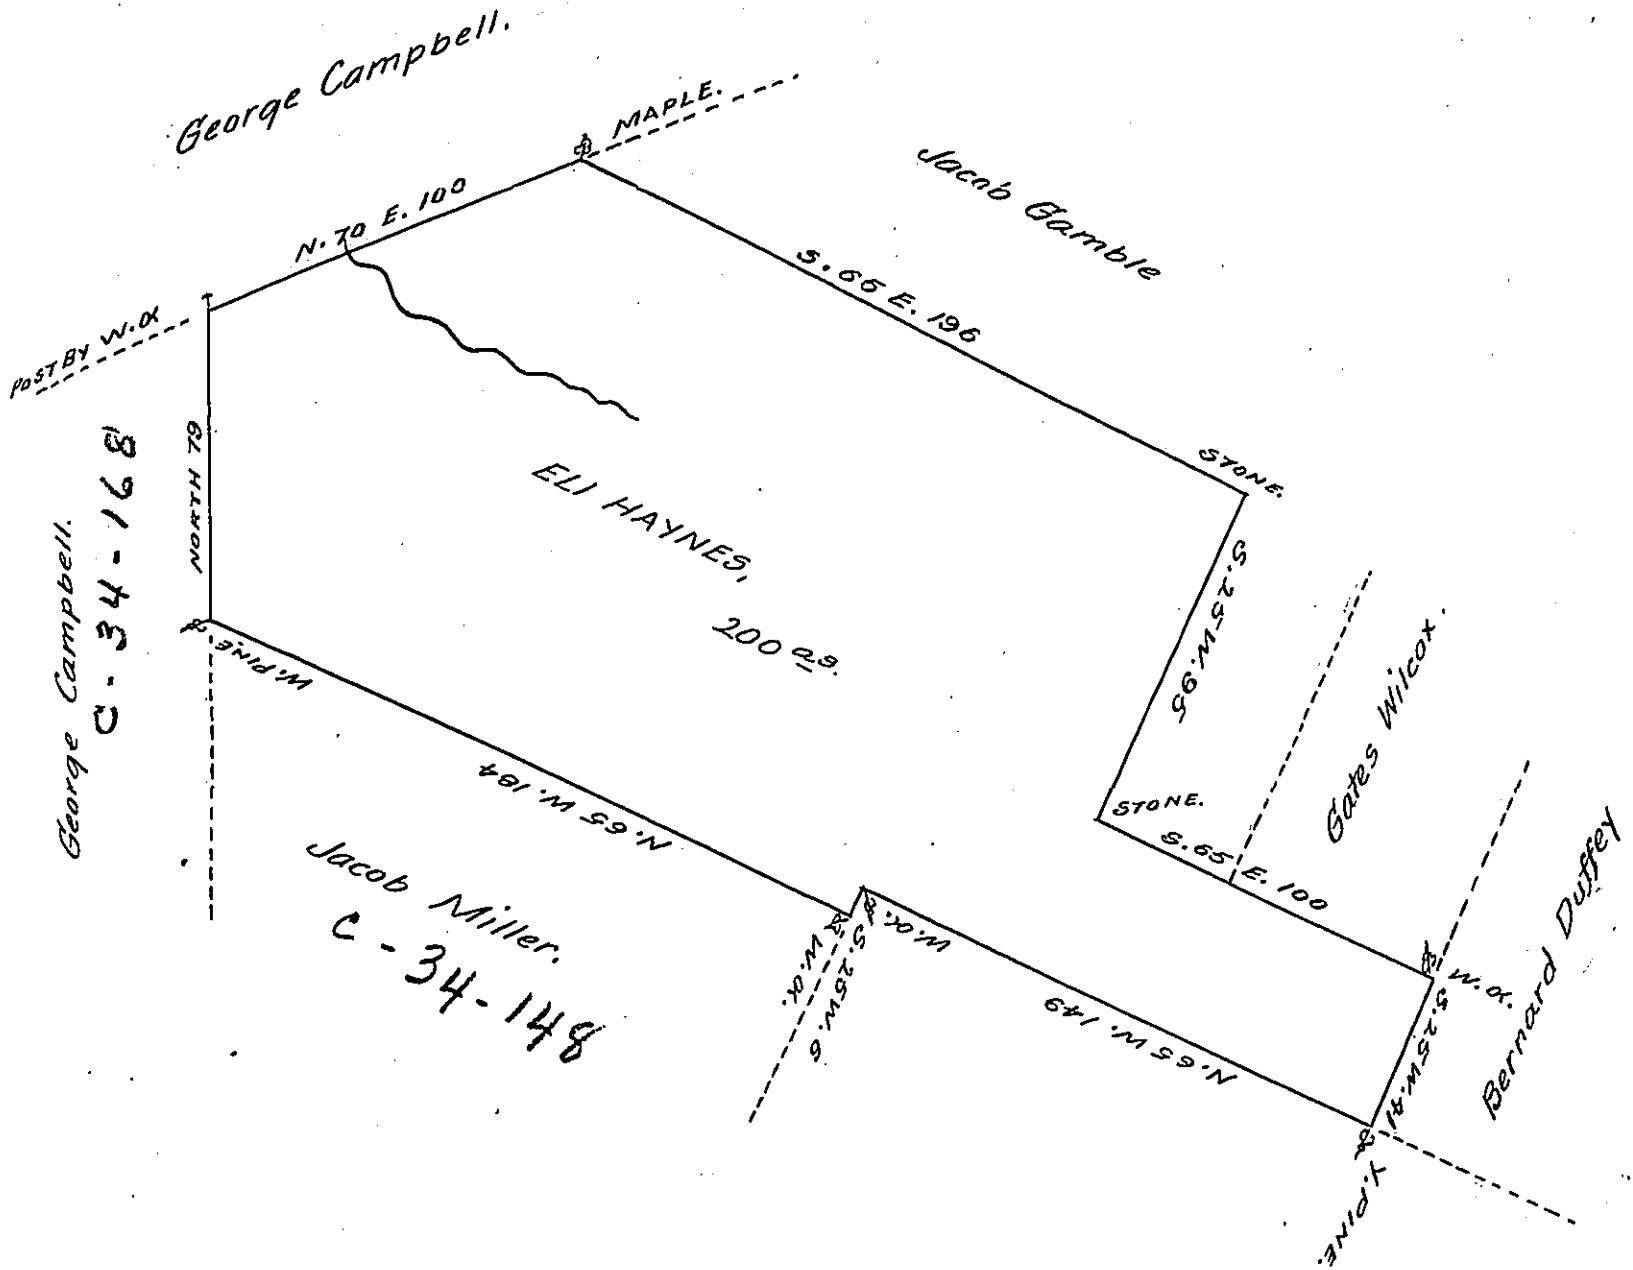 George Campbell.
MAPLE.
N. 70 E. 100
Jacob Gamble
S. 65 E. 196
POST BY W.O.
NORTH 79
George Campbell.
C-34-168
ELI HAYNES,
200 as.
STONE.
S. 25 W. 95
Gates Wilcox.
W. PINE.
N. 65 W. 184
STONE.
S. 65 E. 100
Bernard Duffey
Jacob Miller.
C-34-148
W.O.
S. 25 W. 6
W.O.
N. 65 W. 149
W.O.
S. 25 W. 41
Y. PINE.